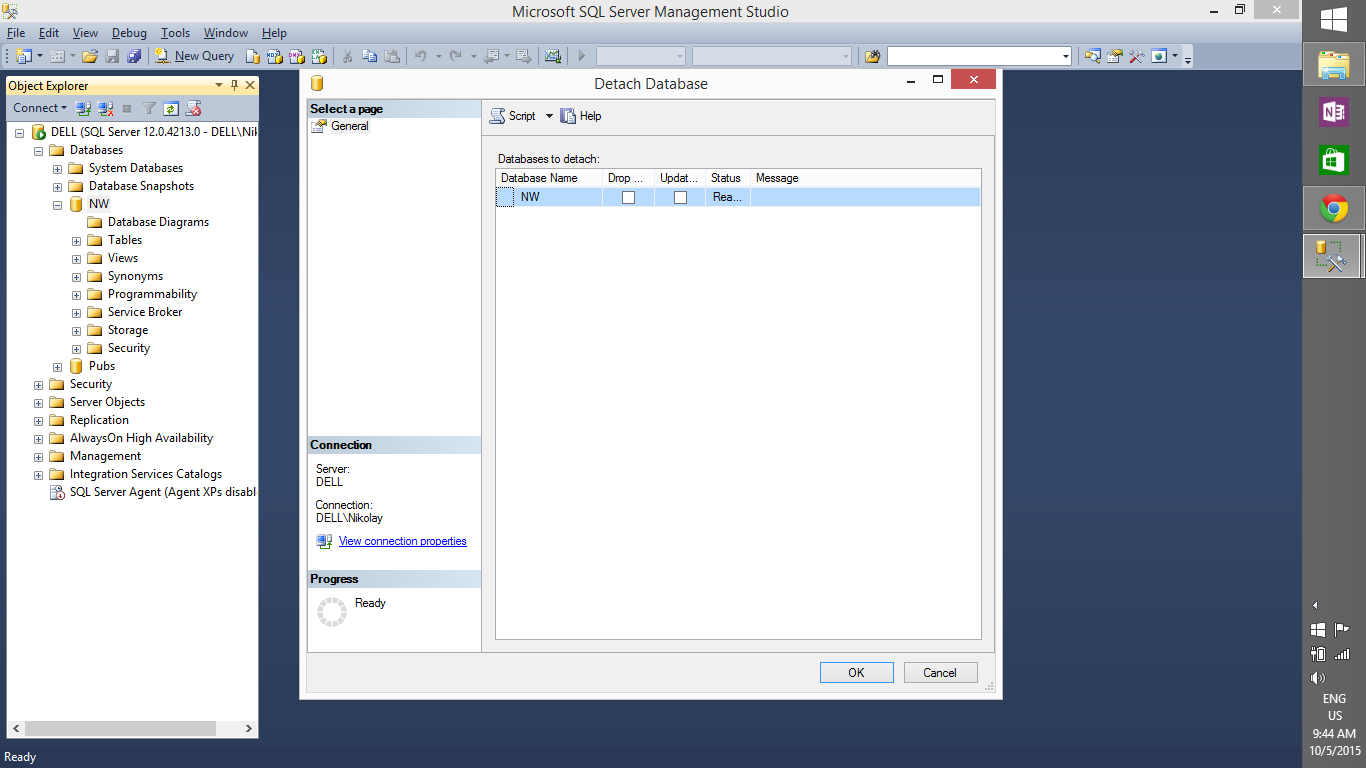 Microsoft SQL Server Management Studio
File Edit View Debug Tools Window Help
New Query
Object Explorer
Connect
DELL (SQL Server 12.0.4213.0 - DELL\Nik
Databases
System Databases
Database Snapshots
NW
Database Diagrams
Tables
Views
Synonyms
Programmability
Service Broker
Storage
Security
Pubs
Security
Server Objects
Replication
AlwaysOn High Availability
Management
Integration Services Catalogs
SQL Server Agent (Agent XPs disabl
Ready
Detach Database
Select a page
General
Connection
Server:
DELL
Connection:
DELL\Nikolay
View connection properties
Progress
Ready
Script Help
Databases to detach:
Database Name Drop ... Updat... Status Message
NW Rea...
OK Cancel
N
ENG
US
9:44 AM
10/5/2015